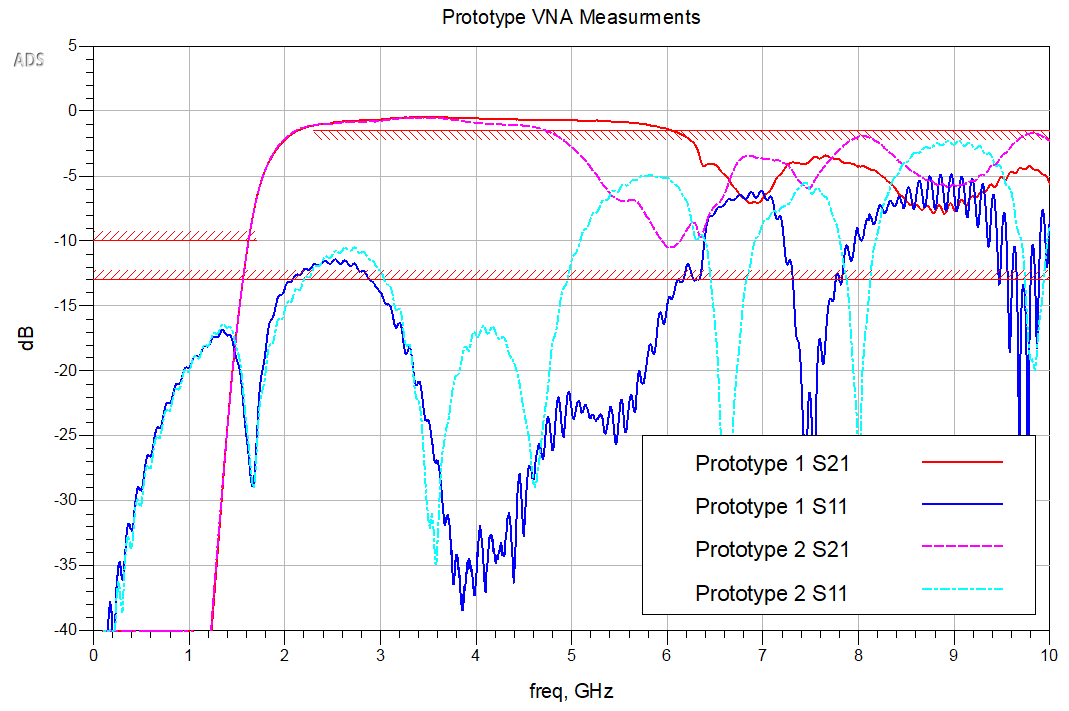 Prototype VNA Measurments
ADS
5
0
-5
-10
-15
-20
-25
-30
-35
-40
dB
0 1 2 3 4 5 6 7 8 9 10
freq, GHz
Prototype 1 S21
Prototype 1 S11
Prototype 2 S21
Prototype 2 S11